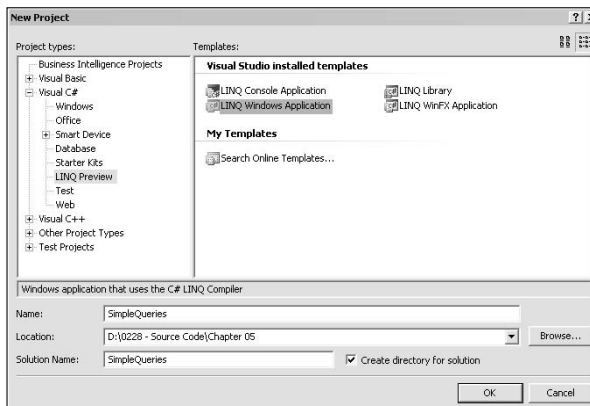 New Project
Project types:
Templates:
Business Intelligence Projects
Visual Basic
Visual C#
Windows
Office
Smart Device
Database
Starter Kits
LINQ Preview
Test
Web
Visual C++
Other Project Types
Test Projects
Visual Studio installed templates
LINQ Console Application
LINQ Library
LINQ Windows Application
LINQ WinFX Application
My Templates
Search Online Templates...
Windows application that uses the C# LINQ Compiler
Name:
SimpleQueries
Location:
D:\0228 - Source Code\Chapter 05
Browse...
Solution Name:
SimpleQueries
Create directory for solution
OK
Cancel